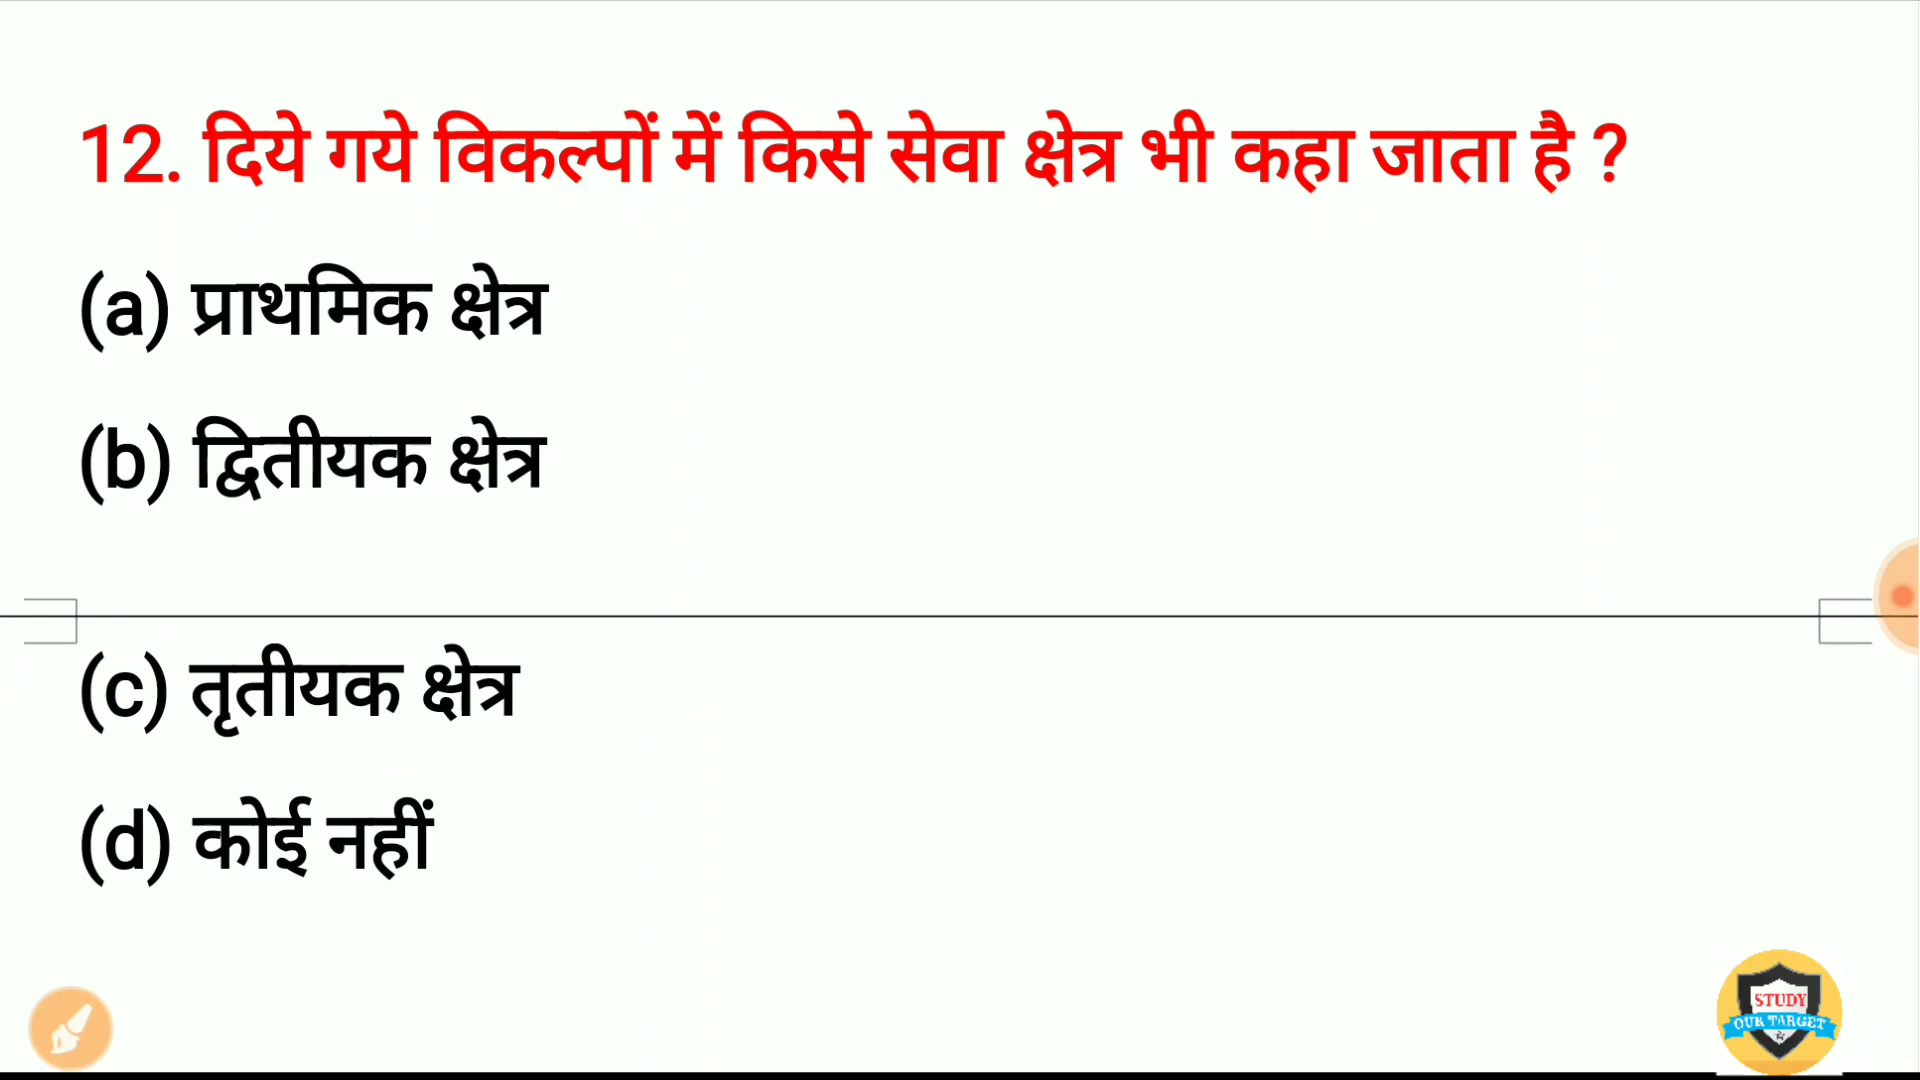 12. दिये गये विकल्पों में किसे सेवा क्षेत्र भी कहा जाता है ?
(a) प्राथमिक क्षेत्र
(b) द्वितीयक क्षेत्र
(c) तृतीयक क्षेत्र
(d) कोई नहीं
STUDY
OUR TARGET